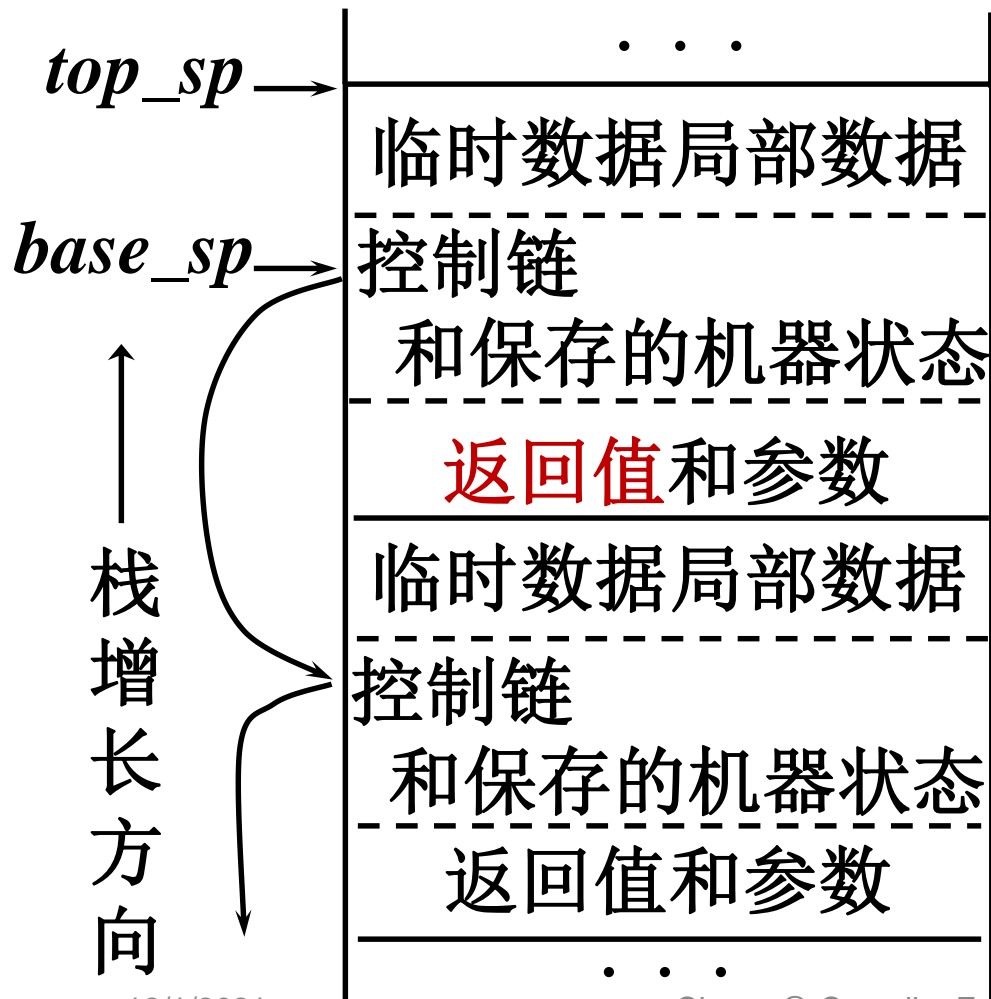 · · ·
top_sp
临时数据局部数据
base_sp
控制链
和保存的机器状态
返回值和参数
临时数据局部数据
栈增长方向
控制链
和保存的机器状态
返回值和参数
· · ·